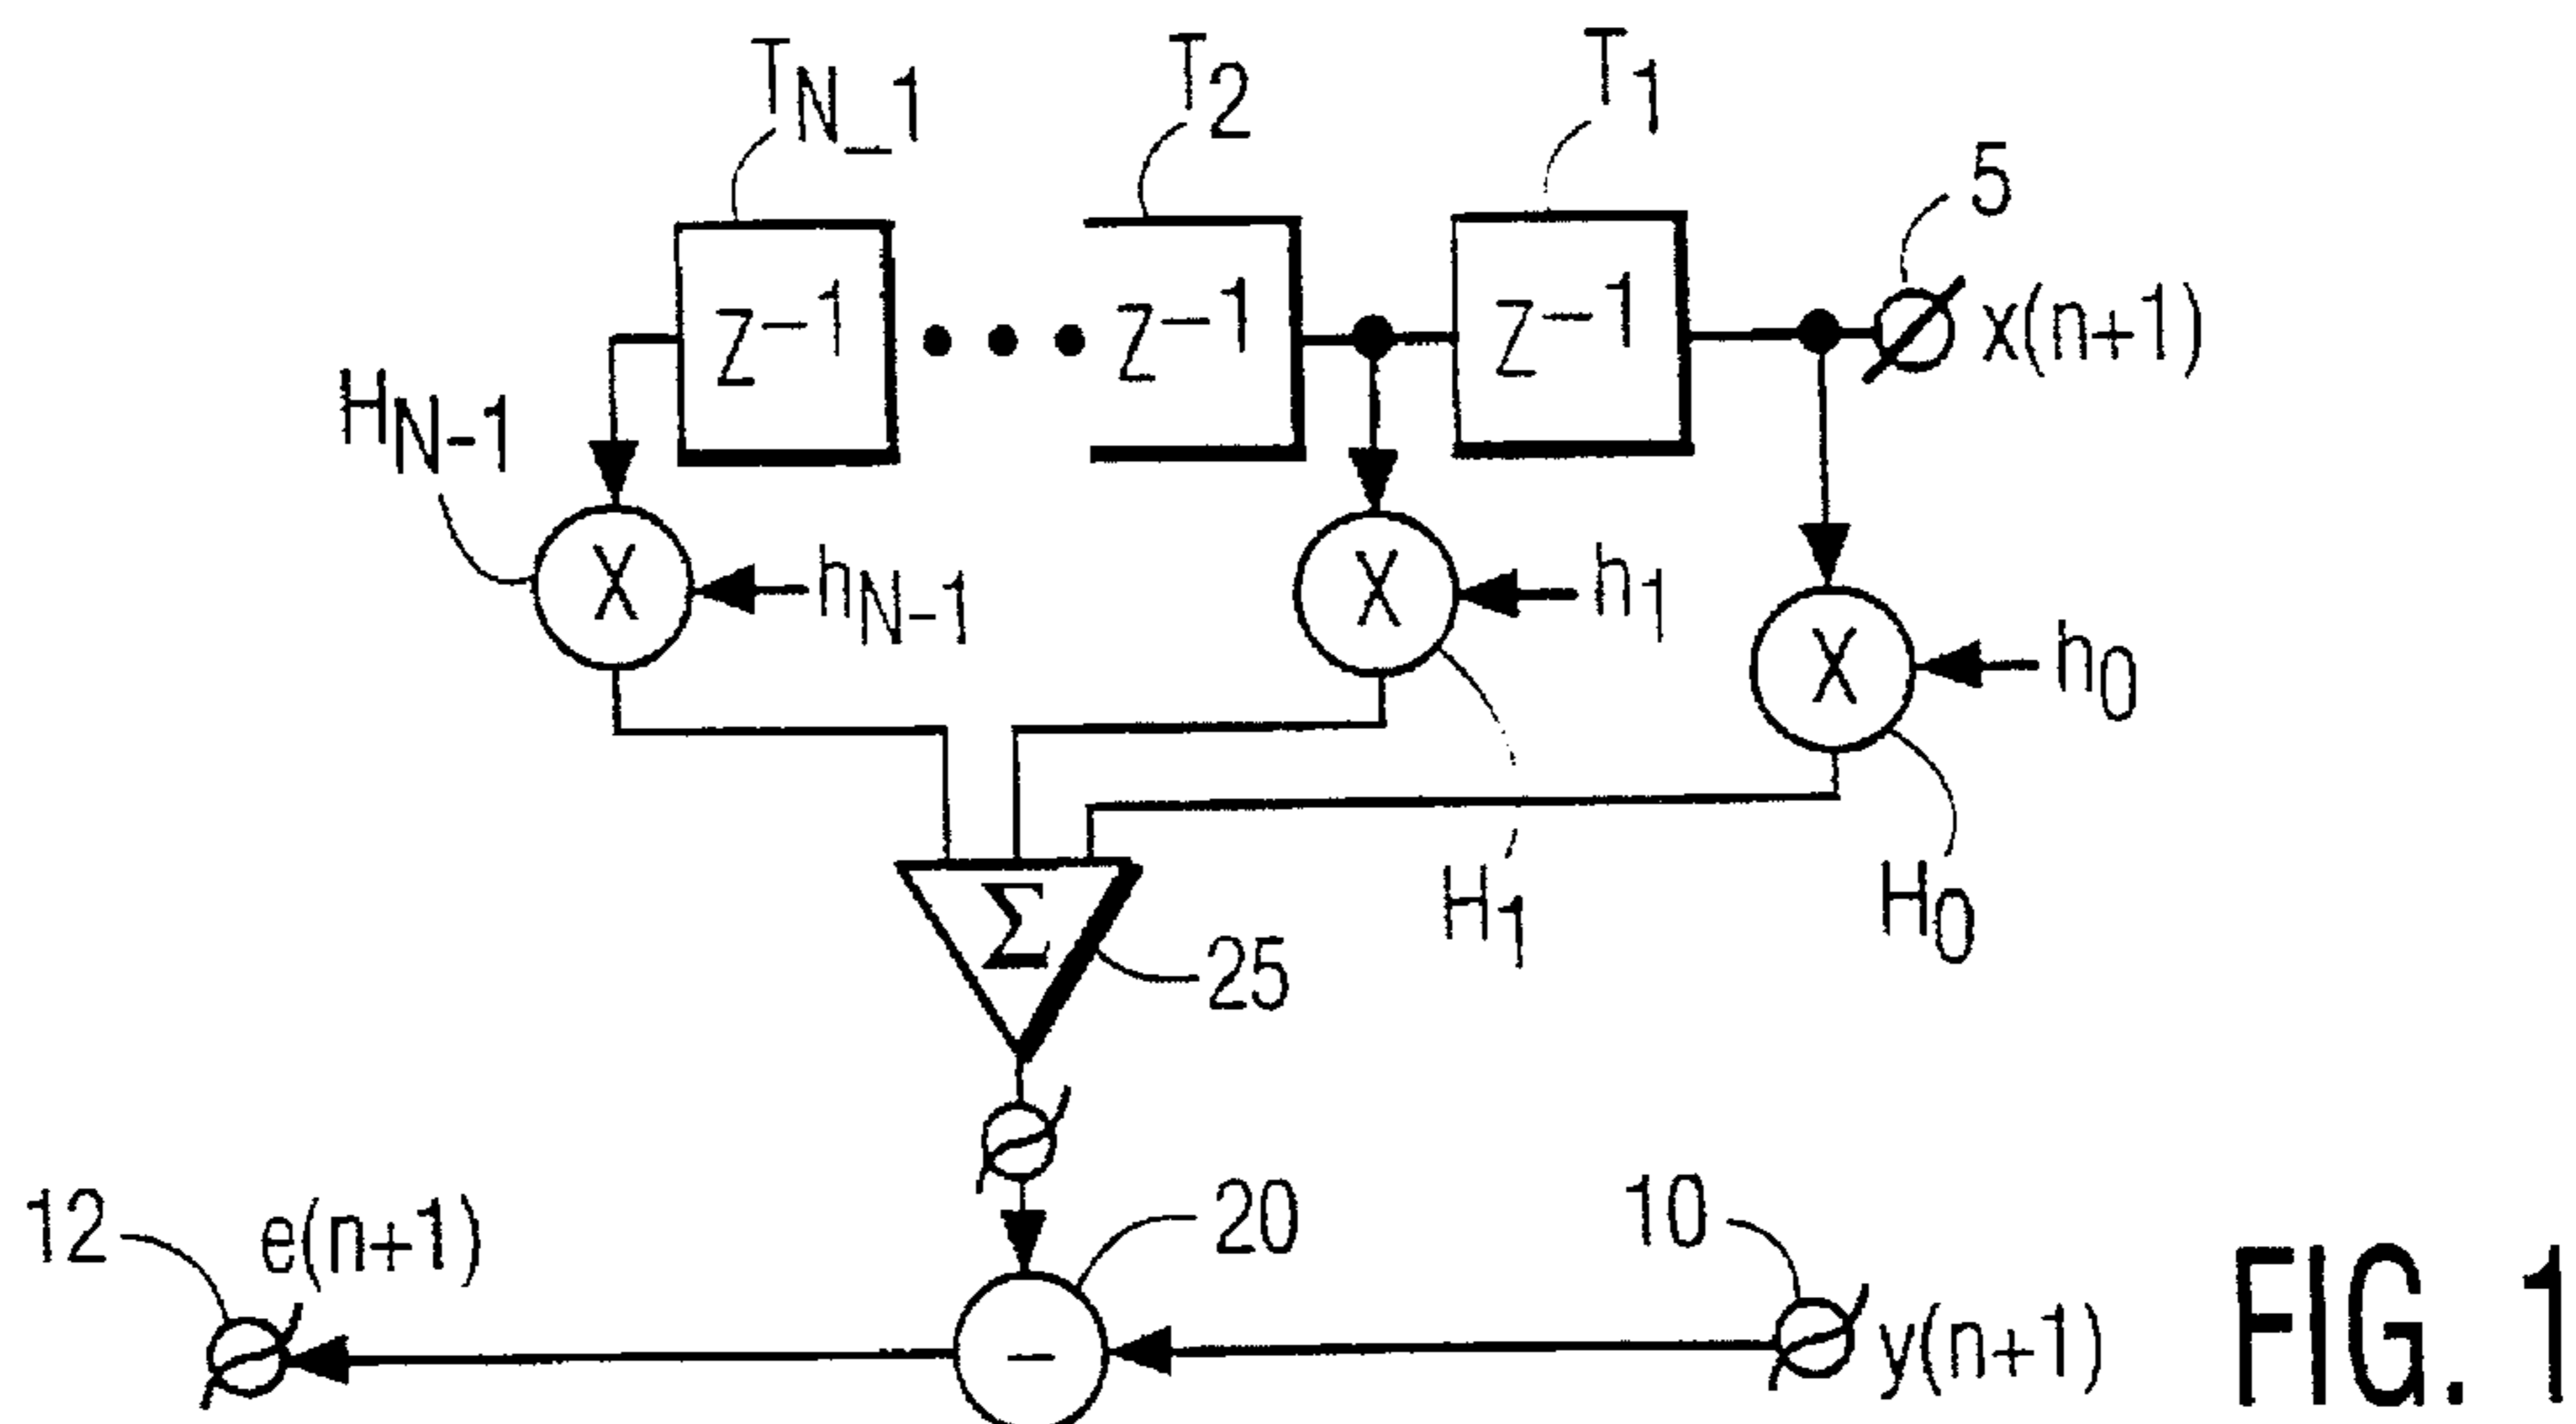 T_{N_1} T_2 T_1
5
z^{-1} z^{-1} z^{-1} x(n+1)
H_{N-1}
X h_{N-1} X h_1 X h_0
Σ
25 H_1 H_0
12 e(n+1) 20 10
- y(n+1)
FIG. 1